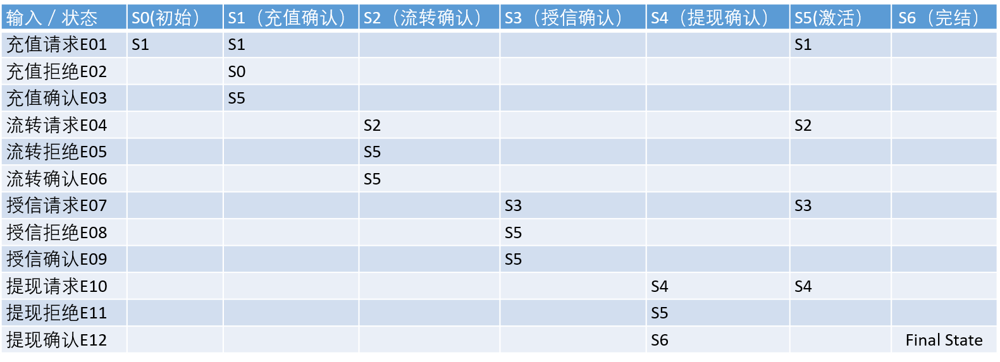 输入 / 状态 S0(初始） S1（充值确认） S2（流转确认） S3（授信确认） S4（提现确认） S5(激活） S6（完结）
充值请求E01 S1 S1 S1
充值拒绝E02 S0
充值确认E03 S5
流转请求E04 S2 S2
流转拒绝E05 S5
流转确认E06 S5
授信请求E07 S3 S3
授信拒绝E08 S5
授信确认E09 S5
提现请求E10 S4 S4
提现拒绝E11 S5
提现确认E12 S6 Final State